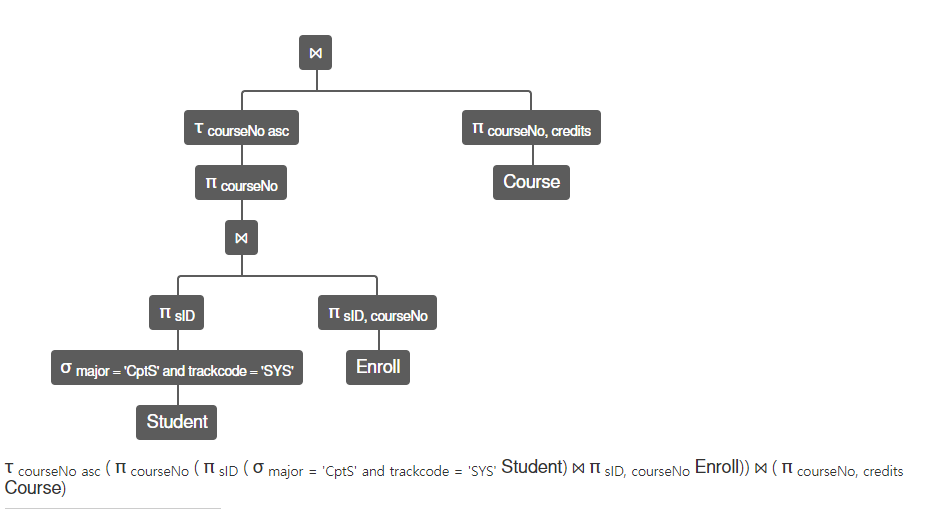 ⋈
τ courseNo asc
π courseNo, credits
π courseNo
Course
⋈
π sID
π sID, courseNo
σ major = 'CptS' and trackcode = 'SYS'
Enroll
Student
τ courseNo asc ( π courseNo ( π sID ( σ major = 'CptS' and trackcode = 'SYS' Student) ⋈ π sID, courseNo Enroll)) ⋈ ( π courseNo, credits
Course)